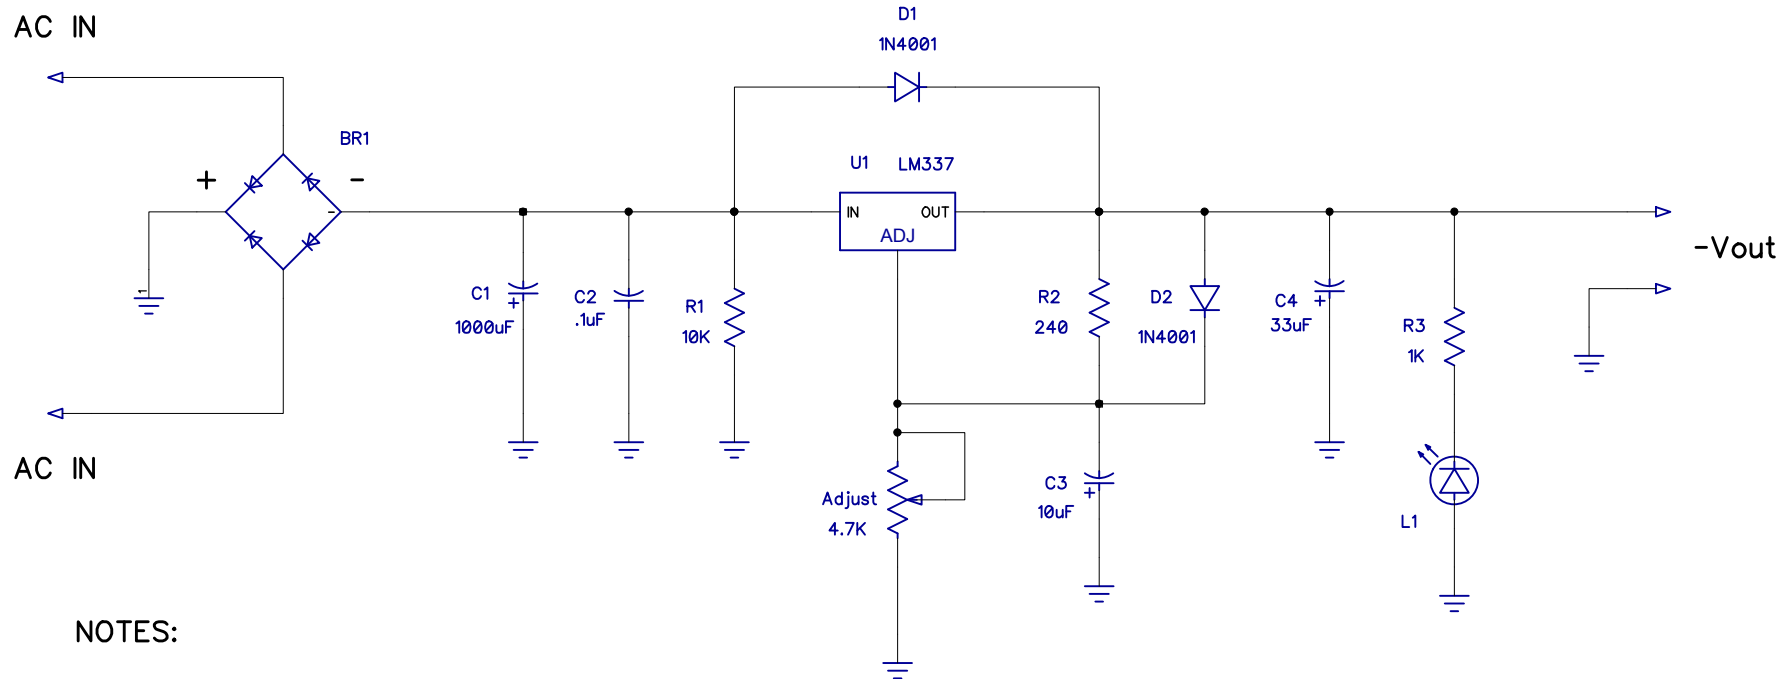 AC IN
D1
1N4001
BR1
+
-
-
U1 LM337
IN OUT
ADJ
1
C1
+
1000uF
C2
.1uF
R1
10K
R2
240
D2
1N4001
C4
+
33uF
R3
1K
-Vout
AC IN
Adjust
4.7K
C3
+
10uF
L1
NOTES: